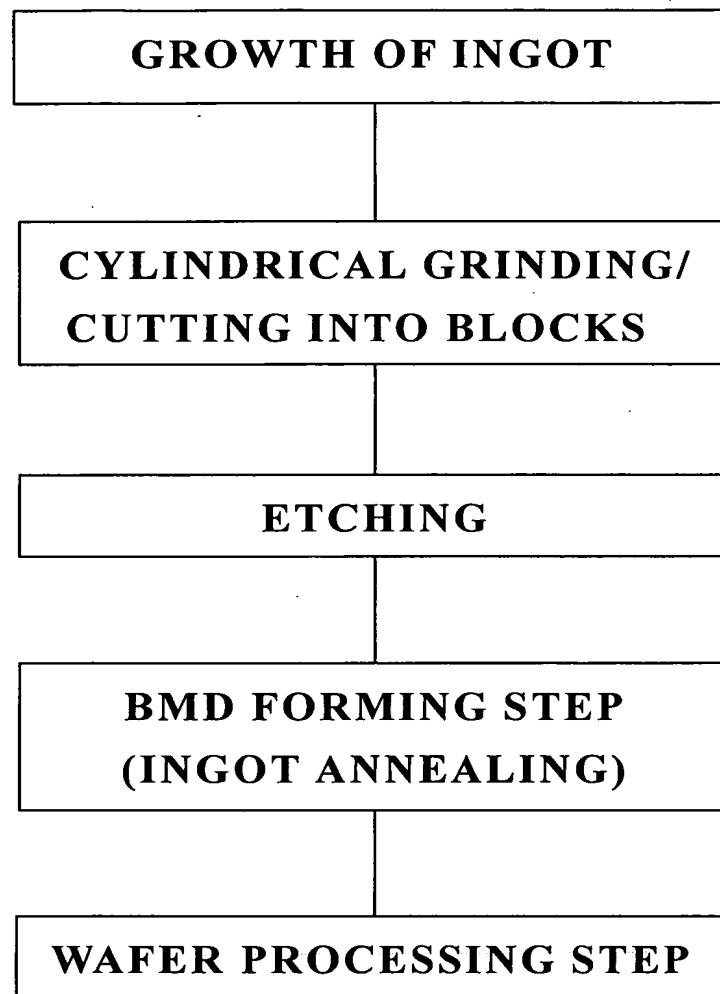 GROWTH OF INGOT
CYLINDRICAL GRINDING/
CUTTING INTO BLOCKS
ETCHING
BMD FORMING STEP
(INGOT ANNEALING)
WAFER PROCESSING STEP